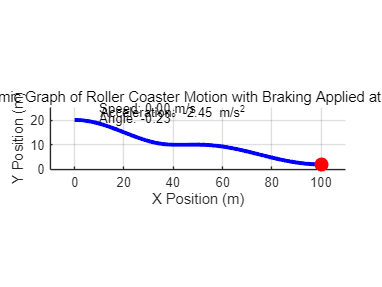 Graph of Roller Coaster Motion with Braking Applied at
Speed: 0.00 m/s
Acceleration: -2.45 m/s²
Angle: -0.23°
Y Position (m)
20
10
0
0 20 40 60 80 100
X Position (m)